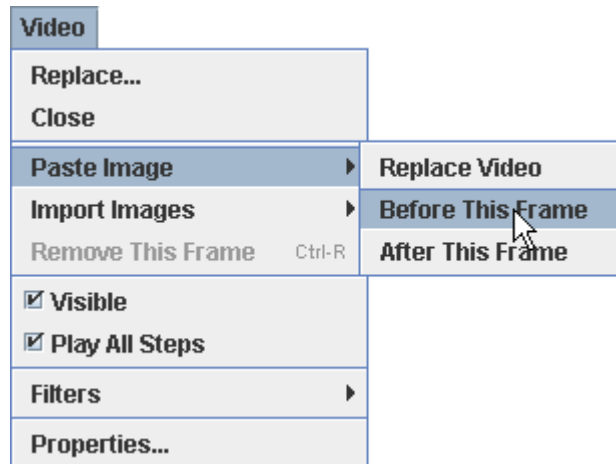 Video
Replace...
Close
Paste Image
Replace Video
Import Images
Before This Frame
Remove This Frame Ctrl-R
After This Frame
Visible
Play All Steps
Filters
Properties...